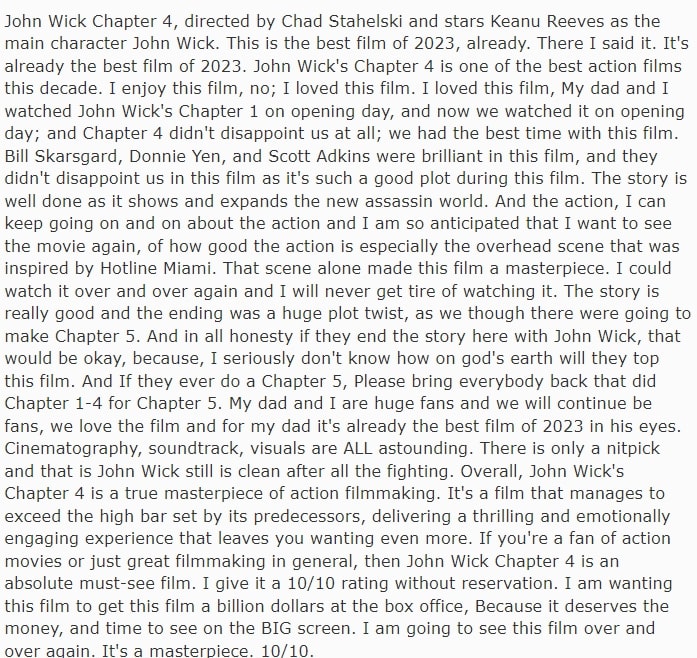 John Wick Chapter 4, directed by Chad Stahelski and stars Keanu Reeves as the
main character John Wick. This is the best film of 2023, already. There I said it. It's
already the best film of 2023. John Wick's Chapter 4 is one of the best action films
this decade. I enjoy this film, no; I loved this film. I loved this film, My dad and I
watched John Wick's Chapter 1 on opening day, and now we watched it on opening
day; and Chapter 4 didn't disappoint us at all; we had the best time with this film.
Bill Skarsgard, Donnie Yen, and Scott Adkins were brilliant in this film, and they
didn't disappoint us in this film as it's such a good plot during this film. The story is
well done as it shows and expands the new assassin world. And the action, I can
keep going on and on about the action and I am so anticipated that I want to see
the movie again, of how good the action is especially the overhead scene that was
inspired by Hotline Miami. That scene alone made this film a masterpiece. I could
watch it over and over again and I will never get tire of watching it. The story is
really good and the ending was a huge plot twist, as we though there were going to
make Chapter 5. And in all honesty if they end the story here with John Wick, that
would be okay, because, I seriously don't know how on god's earth will they top
this film. And If they ever do a Chapter 5, Please bring everybody back that did
Chapter 1-4 for Chapter 5. My dad and I are huge fans and we will continue be
fans, we love the film and for my dad it's already the best film of 2023 in his eyes.
Cinematography, soundtrack, visuals are ALL astounding. There is only a nitpick
and that is John Wick still is clean after all the fighting. Overall, John Wick's
Chapter 4 is a true masterpiece of action filmmaking. It's a film that manages to
exceed the high bar set by its predecessors, delivering a thrilling and emotionally
engaging experience that leaves you wanting even more. If you're a fan of action
movies or just great filmmaking in general, then John Wick Chapter 4 is an
absolute must-see film. I give it a 10/10 rating without reservation. I am wanting
this film to get this film a billion dollars at the box office, Because it deserves the
money, and time to see on the BIG screen. I am going to see this film over and
over again. It's a masterpiece. 10/10.